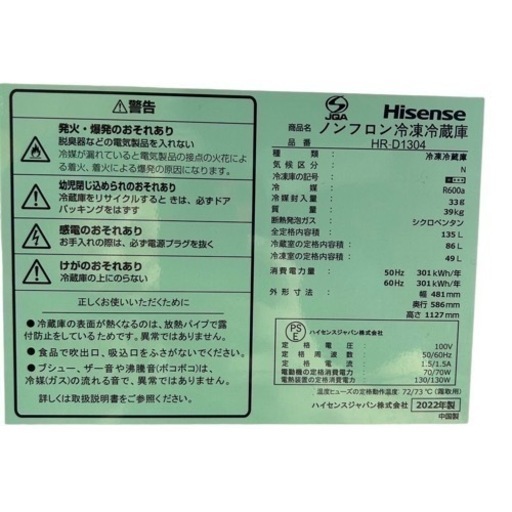 警告
発火・爆発のおそれあり
脱臭器などの電気製品を入れない
冷媒が漏れていると電気製品の接点の火花に
よる着火・着火による爆発の原因になります。
幼児閉じ込められのおそれあり
冷蔵庫をリサイクルするときは、必ずドア
パッキングをはずす
感電のおそれあり
お手入れの際は、必ず電源プラグを抜く
けがのおそれあり
冷蔵庫の上にのらない
正しくお使いいただくために
●冷蔵庫の表面が熱くなるのは、放熱パイプで露
付防止をしているためです。異常ではありません。
●食品で吹出口、吸込口をふさがないでください。
●ブシュー、ザー音や沸騰音(ポコポコ)は、
冷媒(ガス)の流れる音で、異常ではありません。
詳しくは取扱説明書をご参照ください。
JQA Hisense
商品名 ノンフロン冷凍冷蔵庫
HR-D1304
種類: 冷凍冷蔵庫
気候区分: N
冷凍庫の記号:
冷媒: R600a
冷媒封入量: 33g
質量: 39kg
断熱発泡ガス: シクロペンタン
全定格内容積: 135L
冷蔵室の定格内容積: 86L
冷凍室の定格内容積: 49L
消費電力量: 50Hz 301kWh/年
60Hz 301kWh/年
外形寸法: 幅 481mm
奥行 586mm
高さ 1127mm
PS
E
ハイセンスジャパン株式会社
定格電圧: 100V
定格周波数: 50/60Hz
定格電流: 1.5/1.5A
電動機の定格消費電力: 70/70W
電熱装置の定格消費電力: 130/130W
温度ヒューズの定格動作温度: 72/73℃(霜取用)
ハイセンスジャパン株式会社 2022年製
中国製